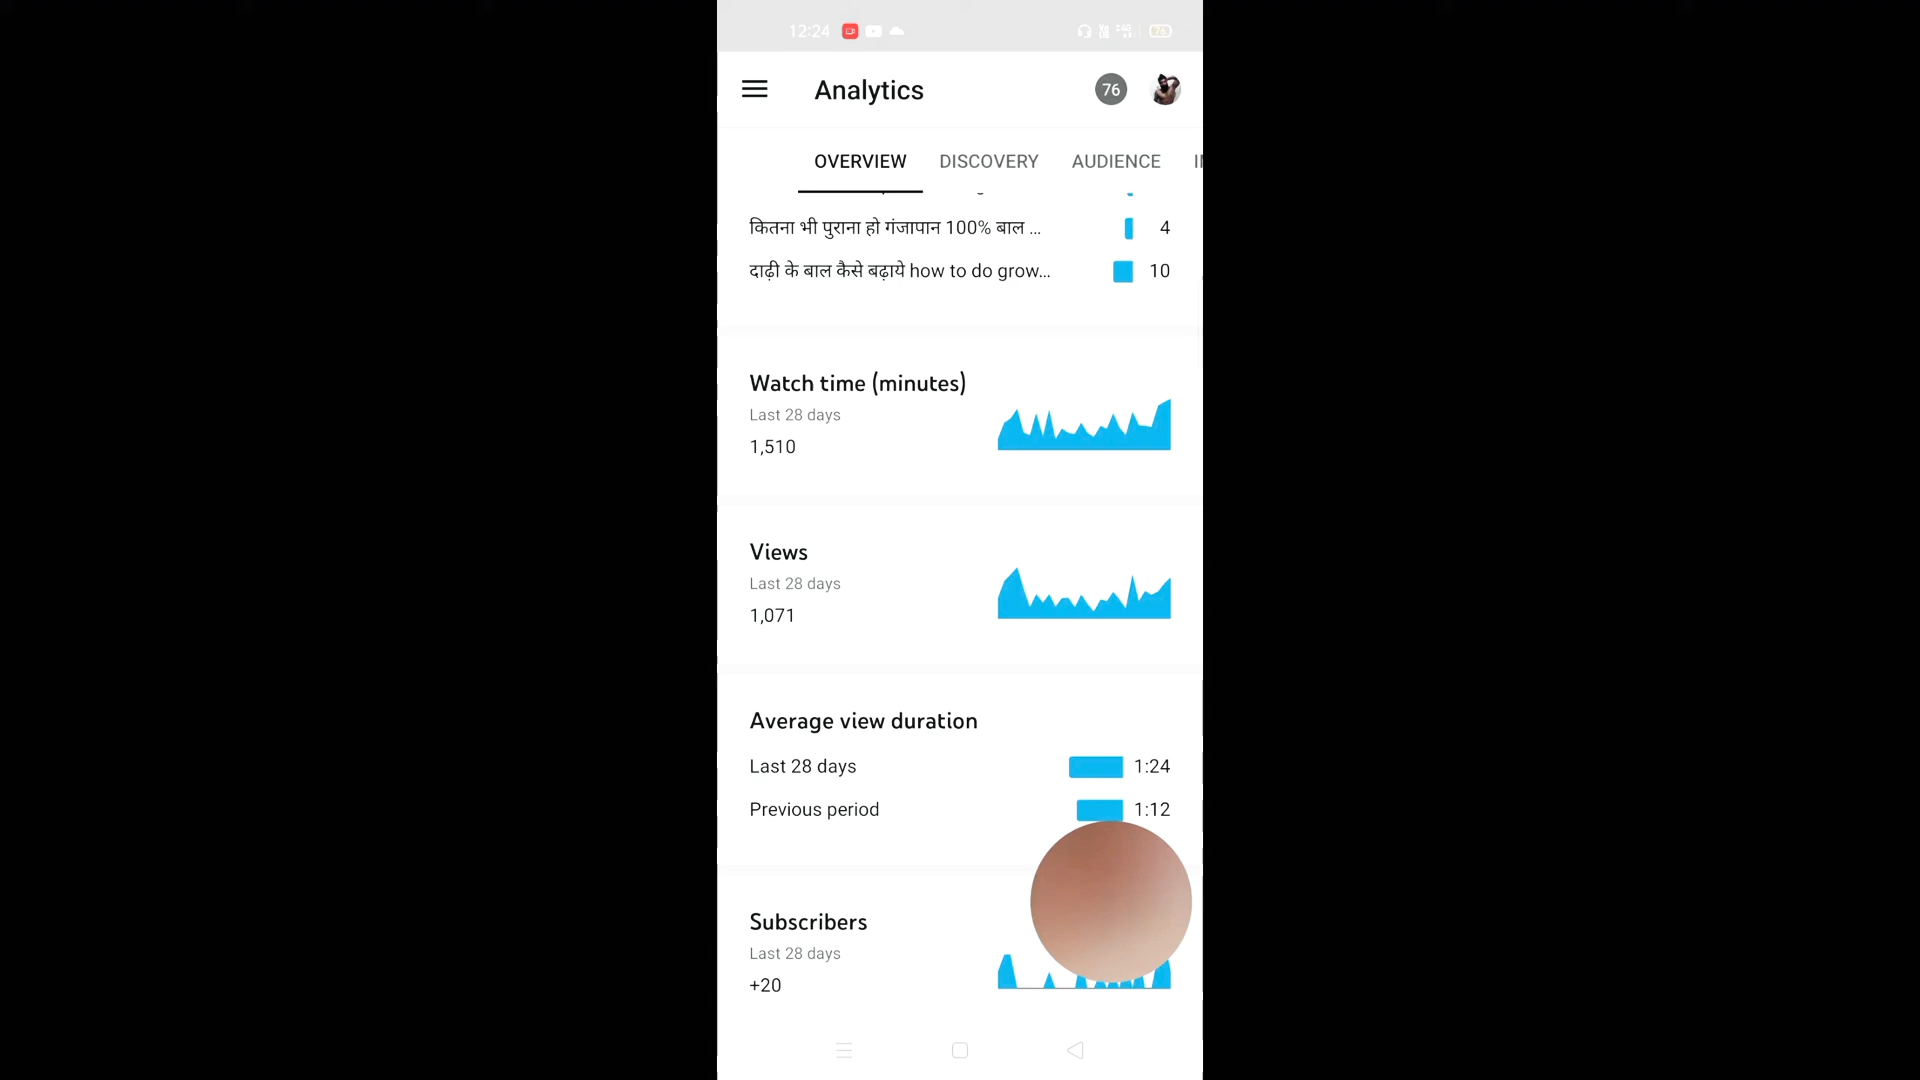 12:24
76
Analytics
76
OVERVIEW DISCOVERY AUDIENCE
कितना भी पुराना हो गंजापान 100% बाल ... 4
दाढ़ी के बाल कैसे बढ़ाये how to do grow... 10
Watch time (minutes)
Last 28 days
1,510
Views
Last 28 days
1,071
Average view duration
Last 28 days 1:24
Previous period 1:12
Subscribers
Last 28 days
+20